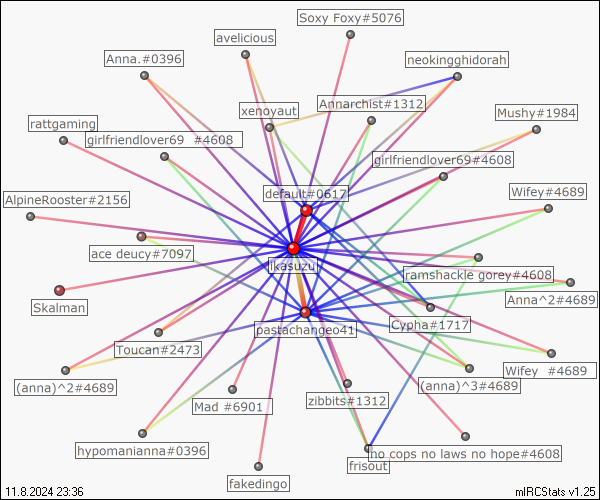 Soxy Foxy#5076
avelicious
Anna.#0396
neokingghidorah
xenoyaut
Annarchist#1312
Mushy#1984
rattgaming
girlfriendlover69 #4608
girlfriendlover69#4608
default#0617
Wifey#4689
AlpineRooster#2156
ace deucy#7097
ikasuzu
ramshackle gorey#4608
Anna^2#4689
Skalman
pastachangeo41
Cypha#1717
Toucan#2473
Wifey #4689
(anna)^2#4689
(anna)^3#4689
Mad #6901
zibbits#1312
hypomanianna#0396
no cops no laws no hope#4608
frisout
fakedingo
11.8.2024 23:36
mIRCStats v1.25